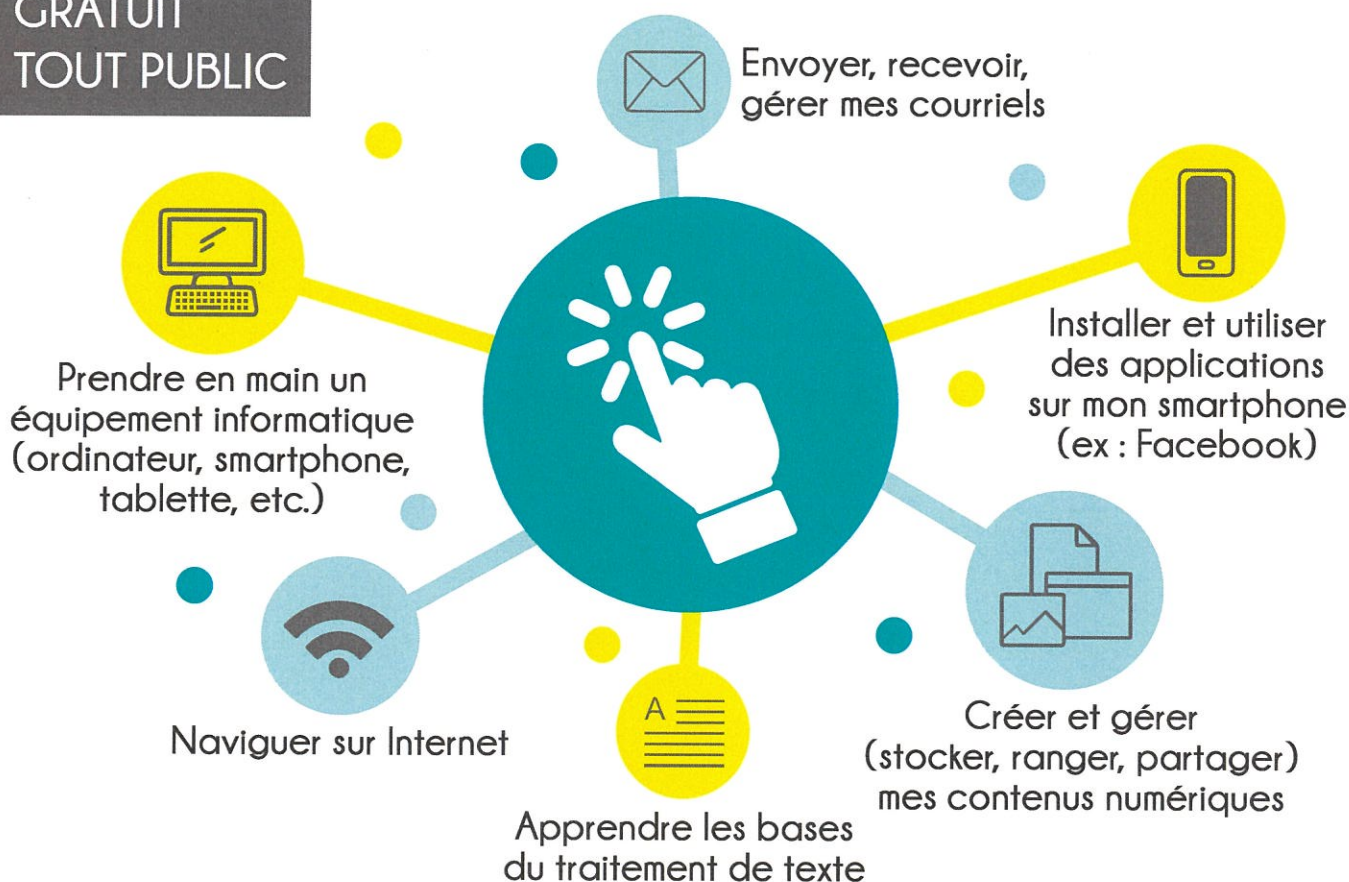 GRATUIT
TOUT PUBLIC
Envoyer, recevoir,
gérer mes courriels
Prendre en main un
équipement informatique
(ordinateur, smartphone,
tablette, etc.)
Installer et utiliser
des applications
sur mon smartphone
(ex : Facebook)
Naviguer sur Internet
A
Créer et gérer
(stocker, ranger, partager)
mes contenus numériques
Apprendre les bases
du traitement de texte